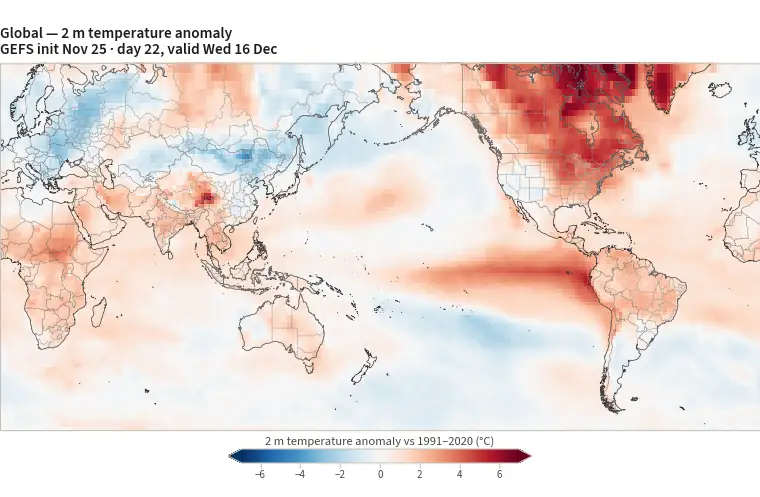 Global — 2 m temperature anomaly
GEFS init Nov 25 · day 22, valid Wed 16 Dec
2 m temperature anomaly vs 1991–2020 (°C)
−6 −4 −2 0 2 4 6